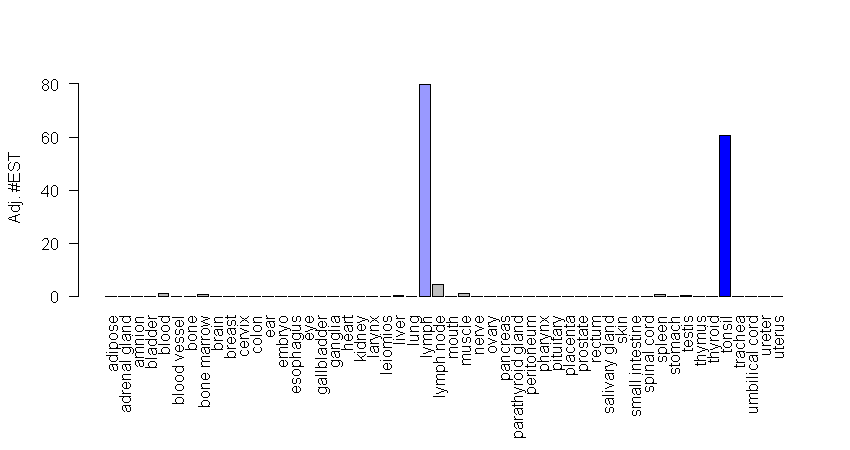 Adj. #EST
80
60
40
20
0
adipose
adrenal gland
amnion
bladder
blood
blood vessel
bone
bone marrow
brain
breast
cervix
colon
ear
embryo
esophagus
eye
gallbladder
ganglia
heart
kidney
larynx
leiomios
liver
lung
lymph
lymph node
mouth
muscle
nerve
ovary
pancreas
parathyroid gland
peritoneum
pharynx
pituitary
placenta
prostate
rectum
salivary gland
skin
small intestine
spinal cord
spleen
stomach
testis
thymus
thyroid
tonsil
trachea
umbilical cord
ureter
uterus